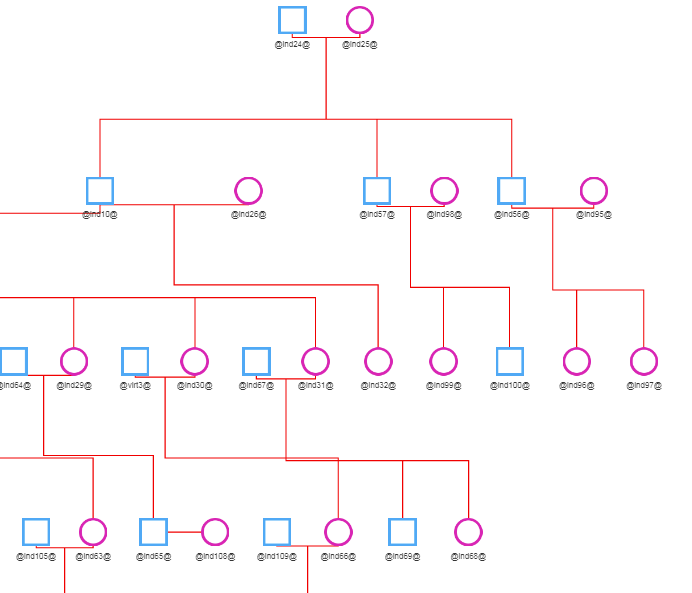 @ind24@ @ind25@
@ind10@ @ind26@ @ind57@ @ind98@ @ind56@ @ind95@
@ind64@ @ind29@ @virt3@ @ind30@ @ind67@ @ind31@ @ind32@ @ind99@ @ind100@ @ind96@ @ind97@
@ind105@ @ind63@ @ind65@ @ind108@ @ind109@ @ind66@ @ind69@ @ind68@